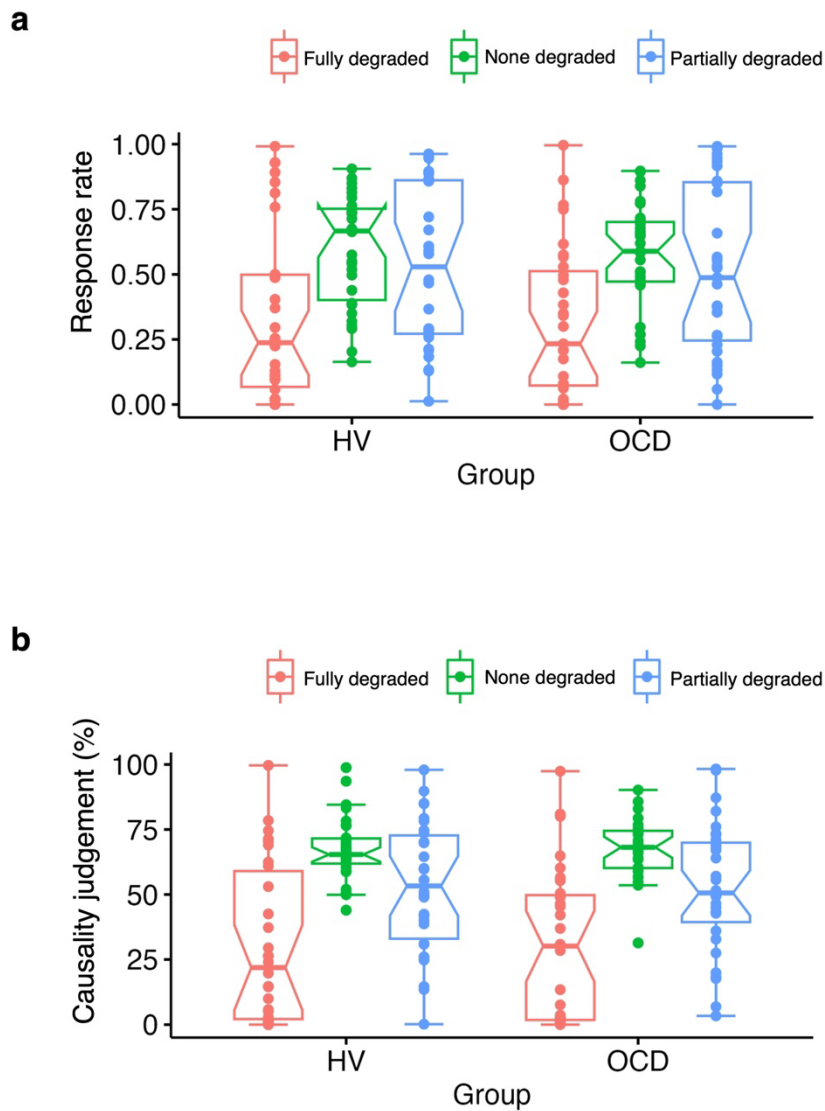 a
Fully degraded None degraded Partially degraded
Response rate
1.00
0.75
0.50
0.25
0.00
HV OCD
Group
b
Fully degraded None degraded Partially degraded
Causality judgement (%)
100
75
50
25
0
HV OCD
Group